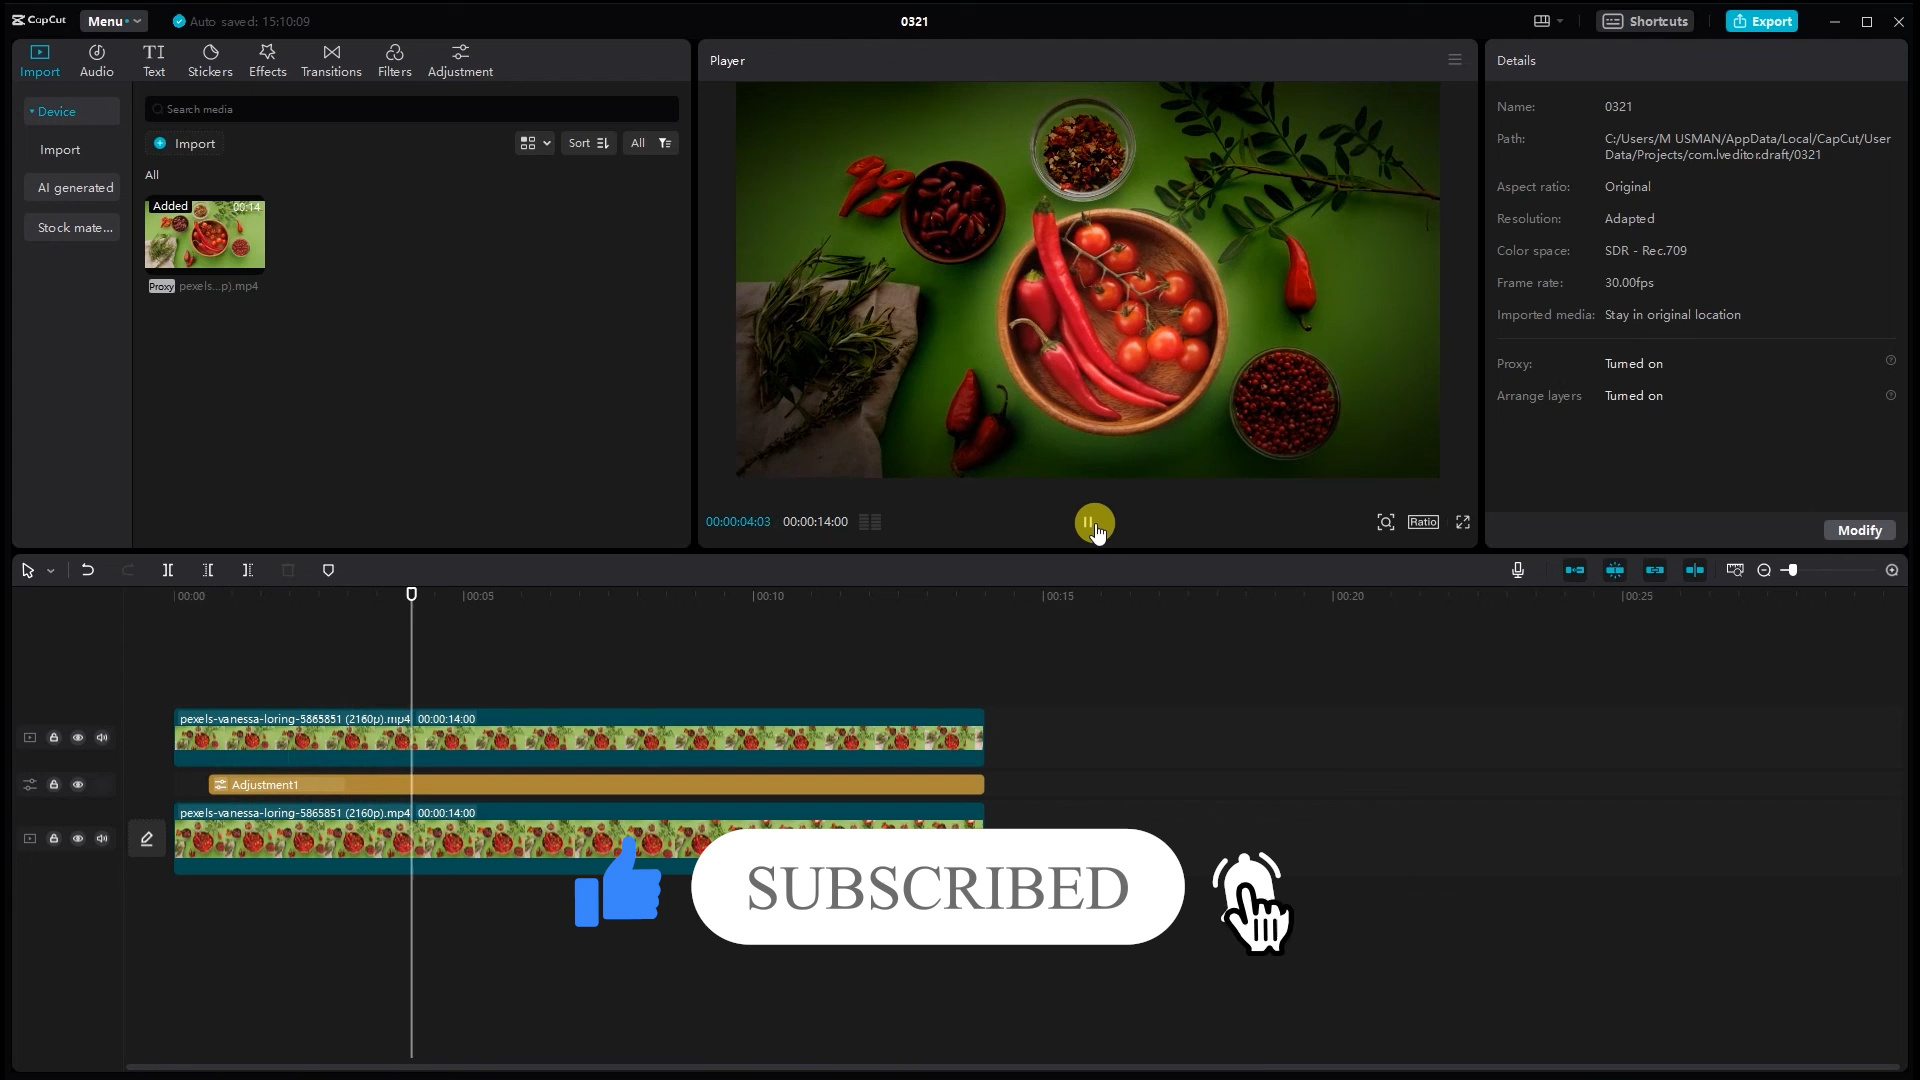 CapCut Menu Auto saved: 15:10:09 0321 Shortcuts Export
Import Audio Text Stickers Effects Transitions Filters Adjustment
Device
Import
AI generated
Stock mate...
Search media
Import Sort All
All
Added 00:14
Proxy pexels...p).mp4
Player
00:00:04:03 00:00:14:00 Ratio
Details
Name: 0321
Path: C:/Users/M USMAN/AppData/Local/CapCut/User
Data/Projects/com.lveditor.draft/0321
Aspect ratio: Original
Resolution: Adapted
Color space: SDR - Rec.709
Frame rate: 30.00fps
Imported media: Stay in original location
Proxy: Turned on
Arrange layers Turned on
Modify
00:00 00:05 00:10 00:15 00:20 00:25
pexels-vanessa-loring-5865851 (2160p).mp4 00:00:14:00
Adjustment1
pexels-vanessa-loring-5865851 (2160p).mp4 00:00:14:00
SUBSCRIBED